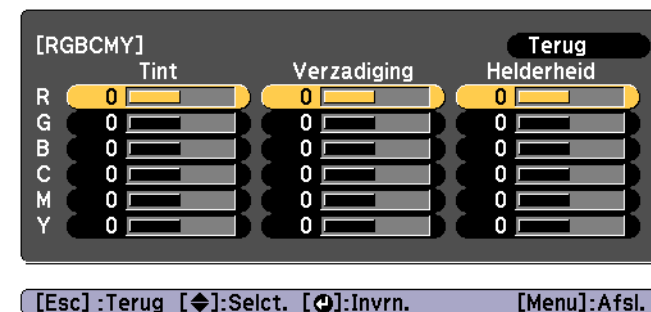 [RGBCMY] Terug
Tint Verzadiging Helderheid
R 0 0 0
G 0 0 0
B 0 0 0
C 0 0 0
M 0 0 0
Y 0 0 0
[Esc] :Terug [◆]:Selct. [↵]:Invrn. [Menu]:Afsl.